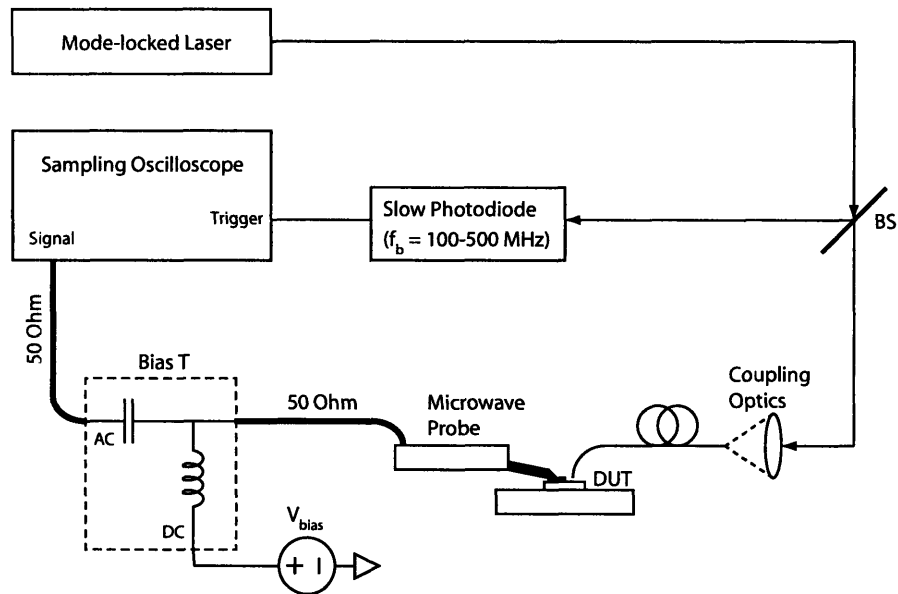 Mode-locked Laser
Sampling Oscilloscope
Trigger
Signal
Slow Photodiode
(f_b = 100-500 MHz)
BS
50 Ohm
Bias T
AC
DC
50 Ohm
Microwave
Probe
Coupling
Optics
DUT
V_bias
+ –